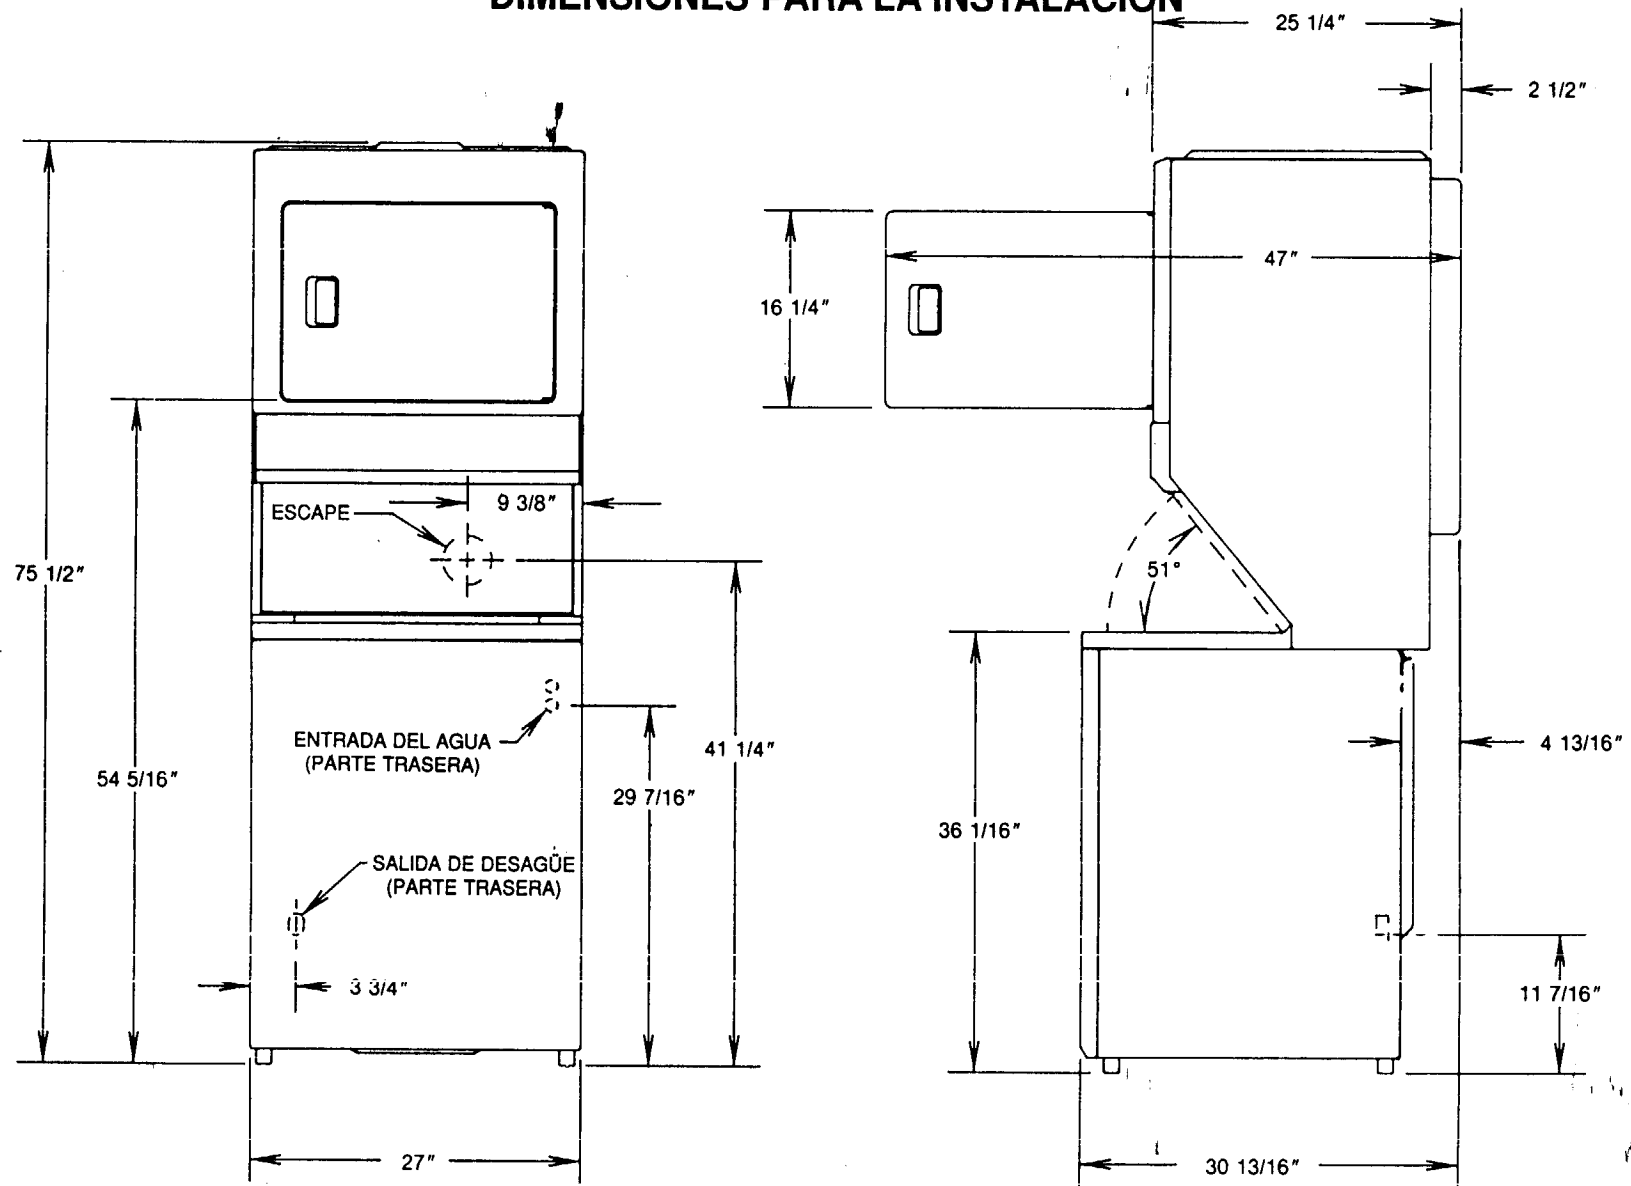 DIMENSIONES PARA LA INSTALACION
25 1/4"
2 1/2"
47"
16 1/4"
9 3/8"
ESCAPE
75 1/2"
51°
ENTRADA DEL AGUA
(PARTE TRASERA)
41 1/4"
4 13/16"
54 5/16"
29 7/16"
36 1/16"
SALIDA DE DESAGÜE
(PARTE TRASERA)
3 3/4"
11 7/16"
27"
30 13/16"